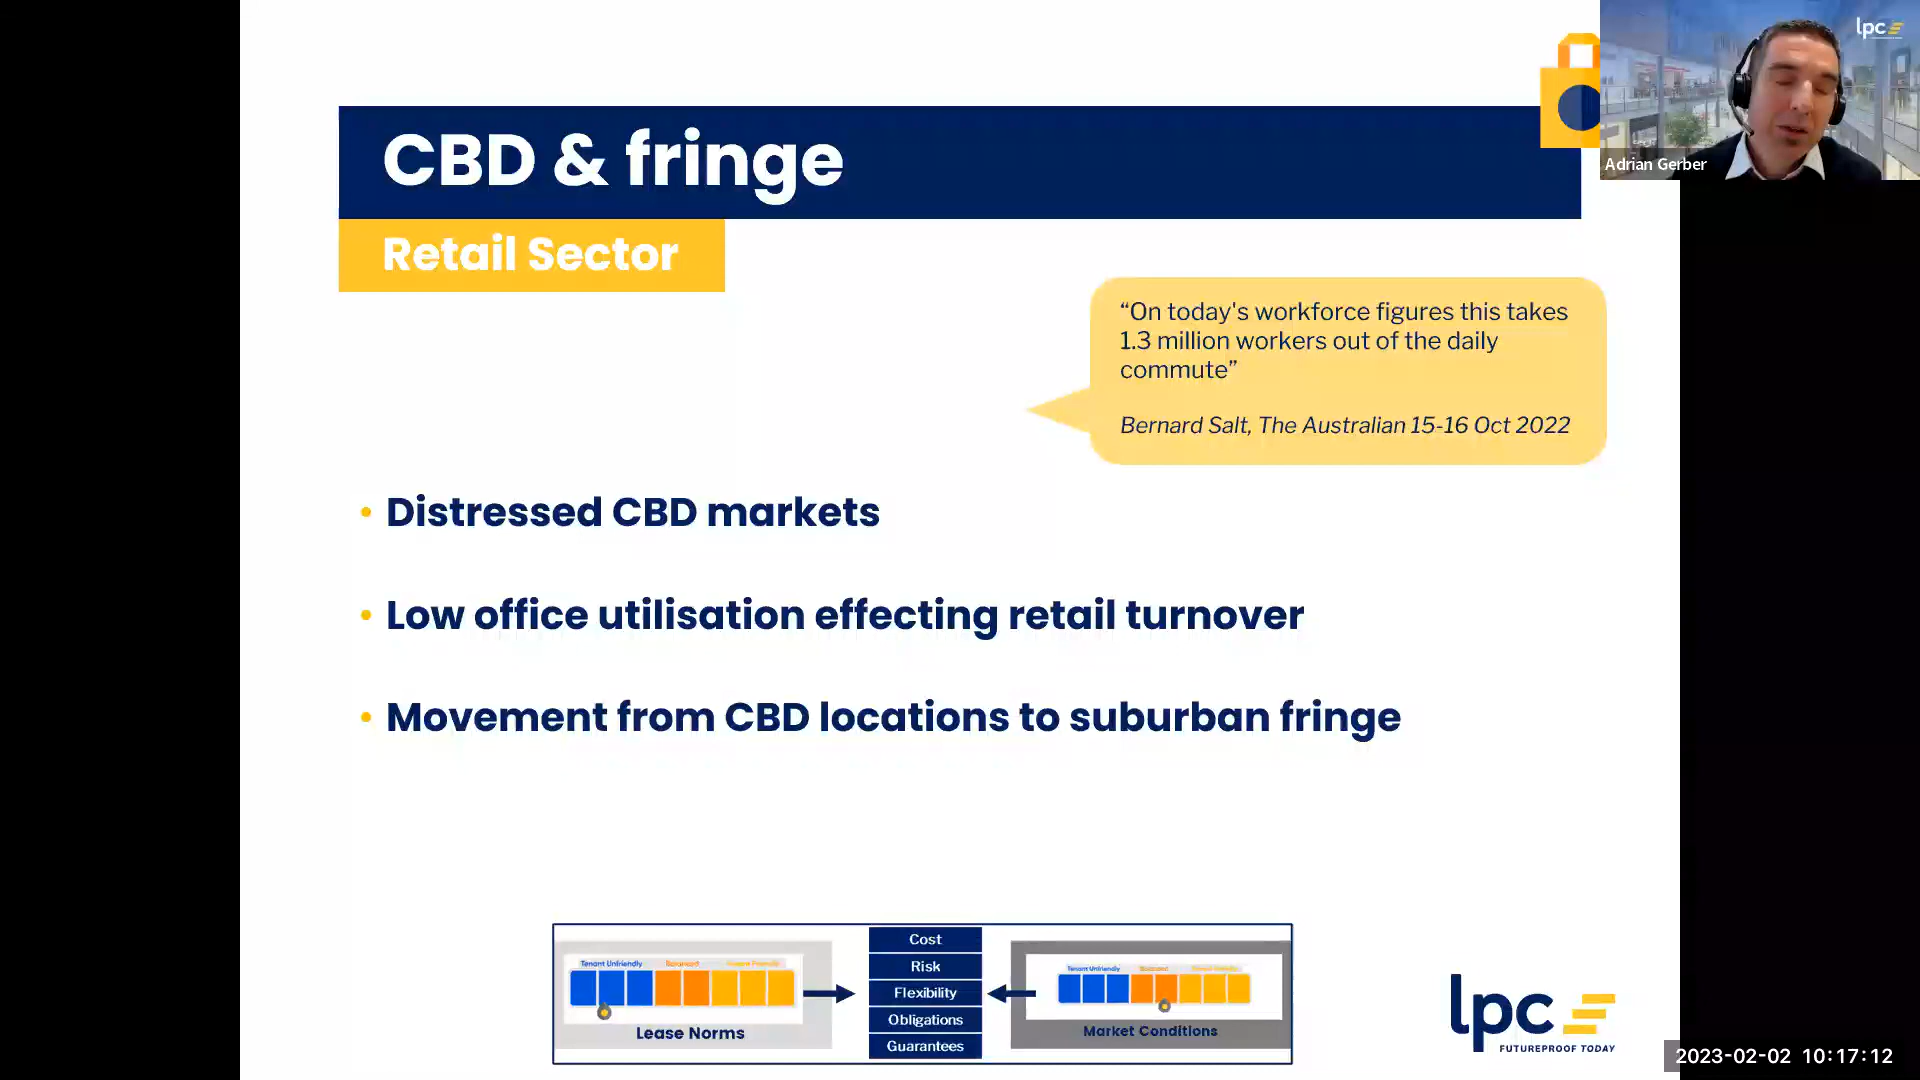 lpc
Adrian Gerber
CBD & fringe
Retail Sector
“On today's workforce figures this takes
1.3 million workers out of the daily
commute”
Bernard Salt, The Australian 15-16 Oct 2022
• Distressed CBD markets
• Low office utilisation effecting retail turnover
• Movement from CBD locations to suburban fringe
Tenant Unfriendly Balanced
Lease Norms
Cost
Risk
Flexibility
Obligations
Guarantees
Tenant Unfriendly Balanced
Market Conditions
lpc
FUTUREPROOF TODAY
2023-02-02 10:17:12